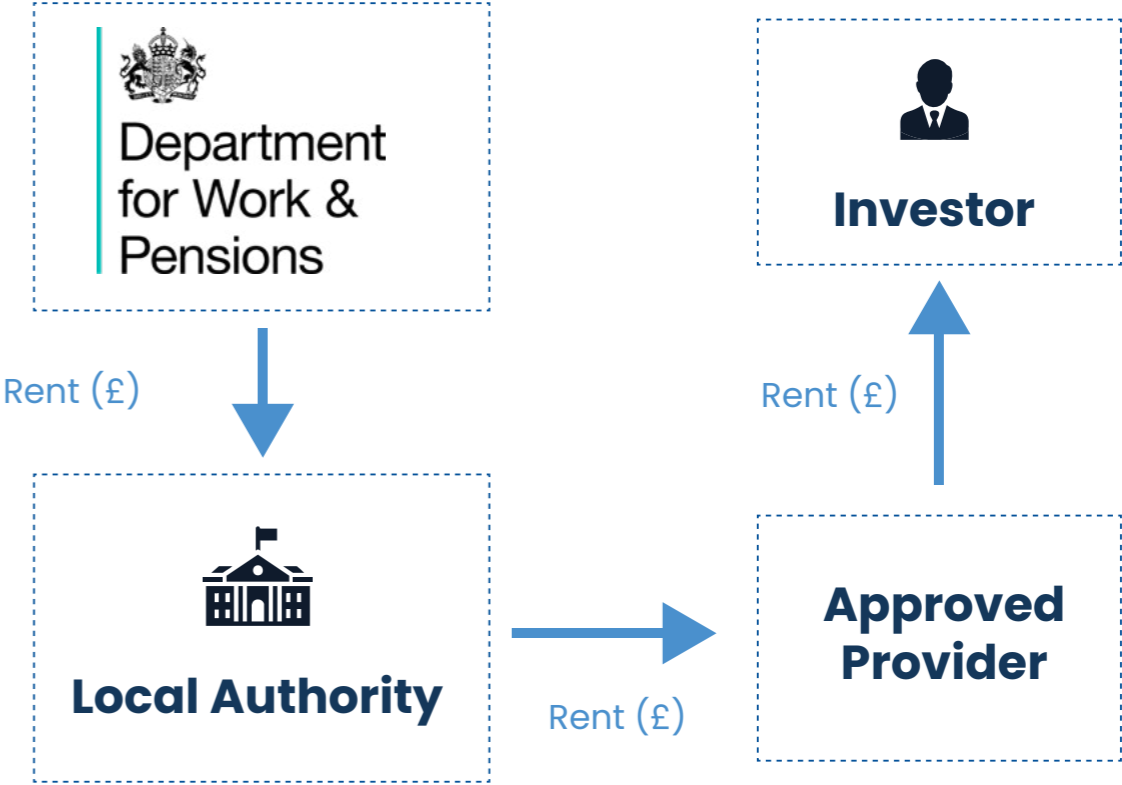 Department
for Work &
Pensions
Rent (£)
Local Authority
Rent (£)
Approved
Provider
Rent (£)
Investor